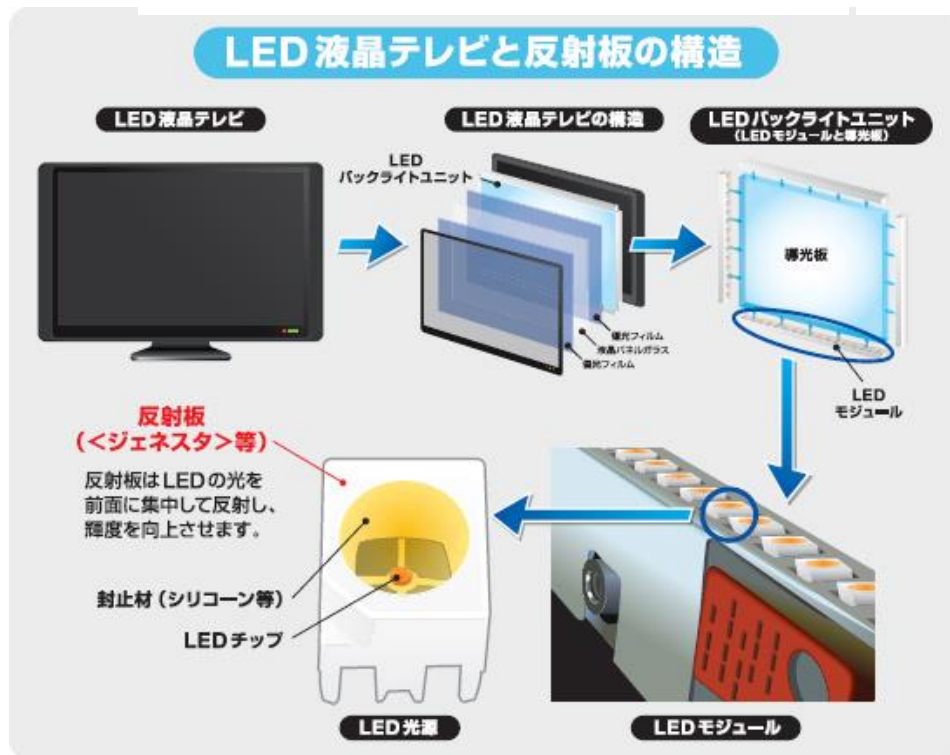 LED液晶テレビと反射板の構造
LED液晶テレビ
LED液晶テレビの構造
LEDバックライトユニット
(LEDモジュールと導光板)
LED
バックライトユニット
導光板
偏光フィルム
液晶パネルガラス
偏光フィルム
LED
モジュール
反射板
(<ジェネスタ>等)
反射板はLEDの光を
前面に集中して反射し、
輝度を向上させます。
封止材(シリコーン等)
LEDチップ
LED光源
LEDモジュール